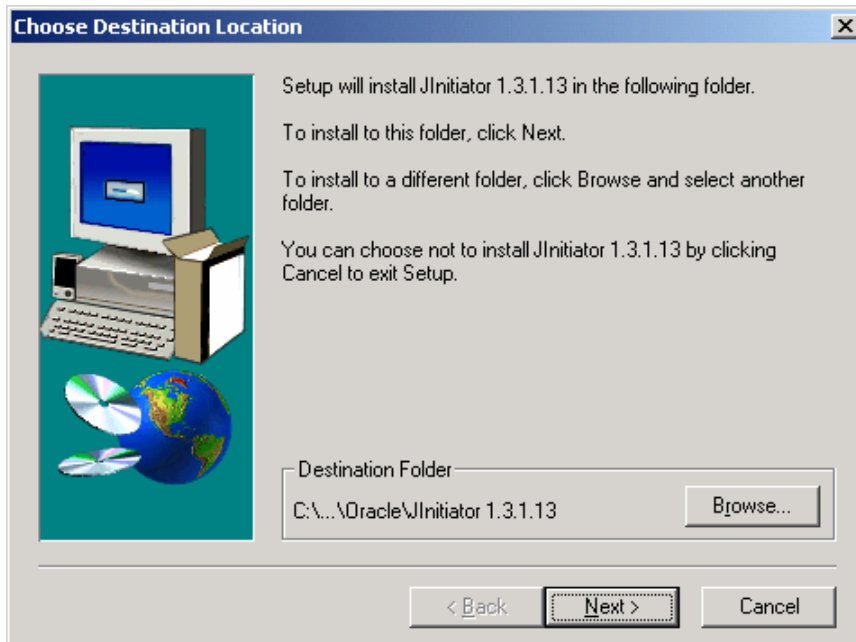 Choose Destination Location
Setup will install JInitiator 1.3.1.13 in the following folder.
To install to this folder, click Next.
To install to a different folder, click Browse and select another
folder.
You can choose not to install JInitiator 1.3.1.13 by clicking
Cancel to exit Setup.
Destination Folder
C:\...\Oracle\JInitiator 1.3.1.13
Browse...
< Back
Next >
Cancel